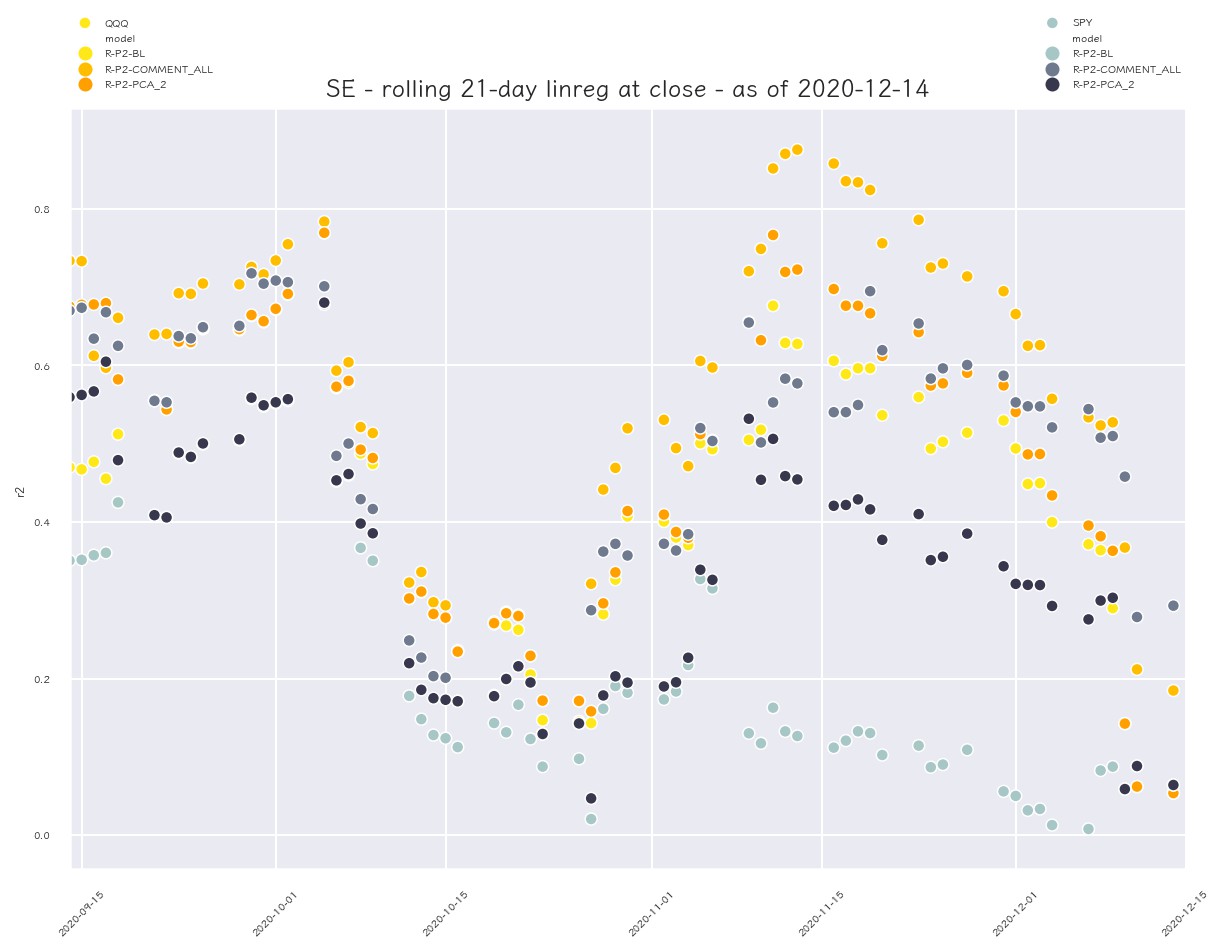 QQQ
model
R-P2-BL
R-P2-COMMENT_ALL
R-P2-PCA_2
SPY
model
R-P2-BL
R-P2-COMMENT_ALL
R-P2-PCA_2
SE - rolling 21-day linreg at close - as of 2020-12-14
0.8
0.6
0.4
0.2
0.0
r2
2020-09-15
2020-10-01
2020-10-15
2020-11-01
2020-11-15
2020-12-01
2020-12-15